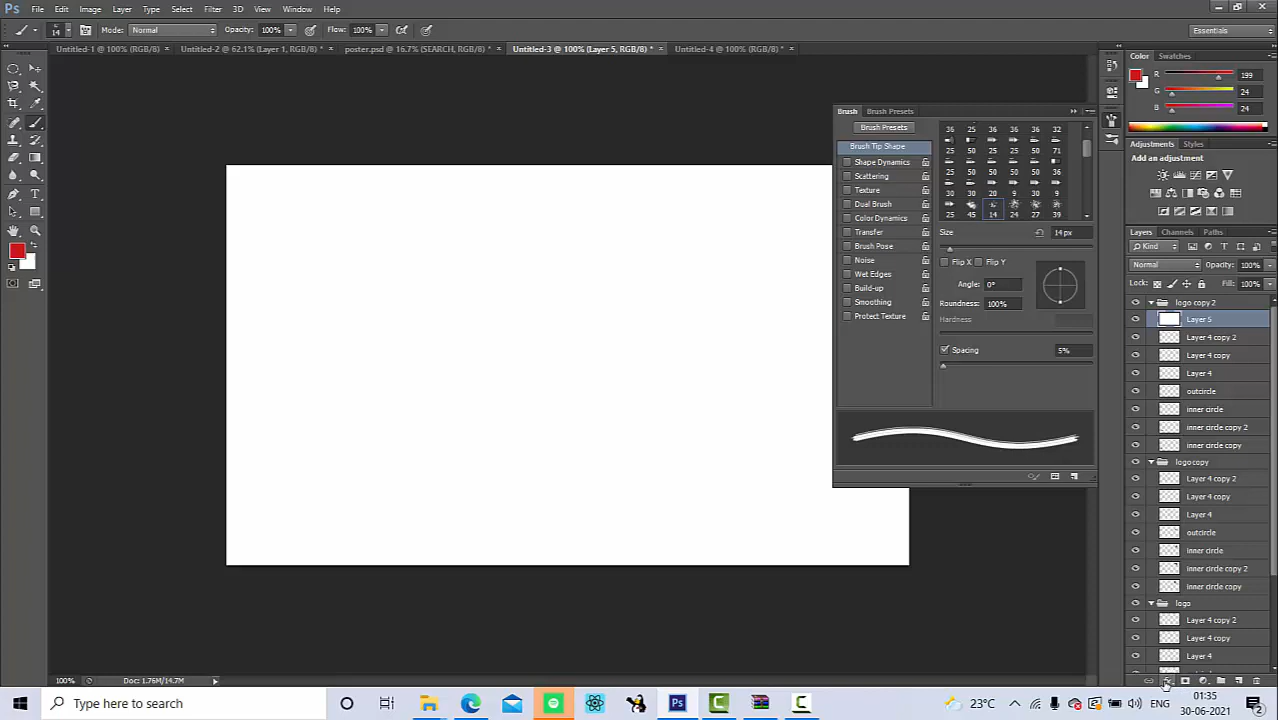 Ps File Edit Image Layer Type Select Filter 3D View Window Help
14 Mode: Normal Opacity: 100% Flow: 100% Essentials
Untitled-1 @ 100% (RGB/8) × Untitled-2 @ 62.1% (Layer 1, RGB/8) * × poster.psd @ 16.7% (SEARCH, RGB/8) * × Untitled-3 @ 100% (Layer 5, RGB/8) * × Untitled-4 @ 100% (RGB/8) * ×
Color Swatches
R 199
G 24
B 24
Brush Brush Presets
Brush Presets
36 25 36 36 36 32
25 50 25 25 50 71
25 50 25 50 50 36
30 30 20 9 30 9
25 45 14 24 27 39
Brush Tip Shape
Shape Dynamics
Scattering
Texture
Dual Brush
Color Dynamics
Transfer
Brush Pose
Noise
Wet Edges
Build-up
Smoothing
Protect Texture
Size 14 px
Flip X Flip Y
Angle: 0°
Roundness: 100%
Hardness
Spacing 5%
Adjustments Styles
Add an adjustment
Layers Channels Paths
Kind
Normal Opacity: 100%
Lock: Fill: 100%
logo copy 2
Layer 5
Layer 4 copy 2
Layer 4 copy
Layer 4
outcircle
inner circle
inner circle copy 2
inner circle copy
logo copy
Layer 4 copy 2
Layer 4 copy
Layer 4
outcircle
inner circle
inner circle copy 2
inner circle copy
logo
Layer 4 copy 2
Layer 4 copy
Layer 4
100% Doc: 1.76M/14.7M
Type here to search
23°C ENG 01:35
30-06-2021
2